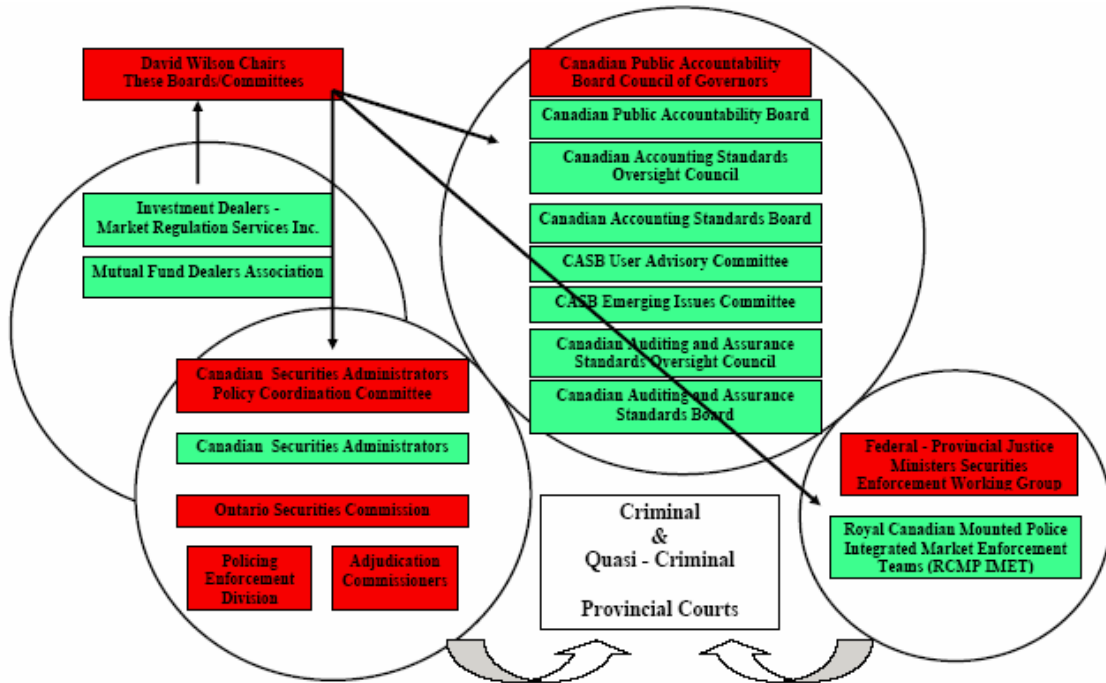 David Wilson Chairs
These Boards/Committees
Investment Dealers -
Market Regulation Services Inc.
Mutual Fund Dealers Association
Canadian Public Accountability
Board Council of Governors
Canadian Public Accountability Board
Canadian Accounting Standards
Oversight Council
Canadian Accounting Standards Board
CASB User Advisory Committee
CASB Emerging Issues Committee
Canadian Auditing and Assurance
Standards Oversight Council
Canadian Auditing and Assurance
Standards Board
Canadian Securities Administrators
Policy Coordination Committee
Canadian Securities Administrators
Ontario Securities Commission
Policing
Enforcement
Division
Adjudication
Commissioners
Criminal
&
Quasi - Criminal
Provincial Courts
Federal - Provincial Justice
Ministers Securities
Enforcement Working Group
Royal Canadian Mounted Police
Integrated Market Enforcement
Teams (RCMP IMET)